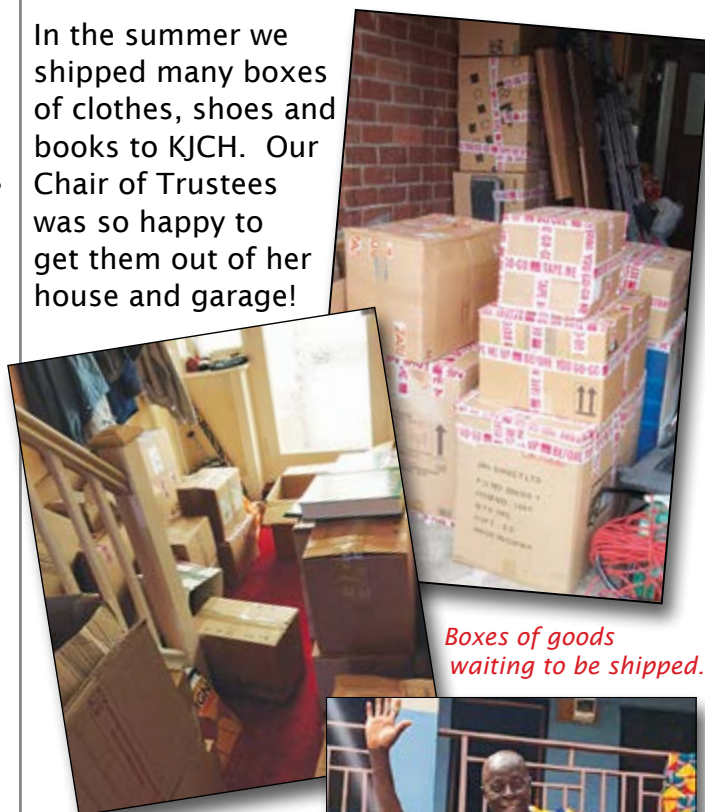 In the summer we
shipped many boxes
of clothes, shoes and
books to KJCH.  Our
Chair of Trustees
was so happy to
get them out of her
house and garage!
Boxes of goods
waiting to be shipped.